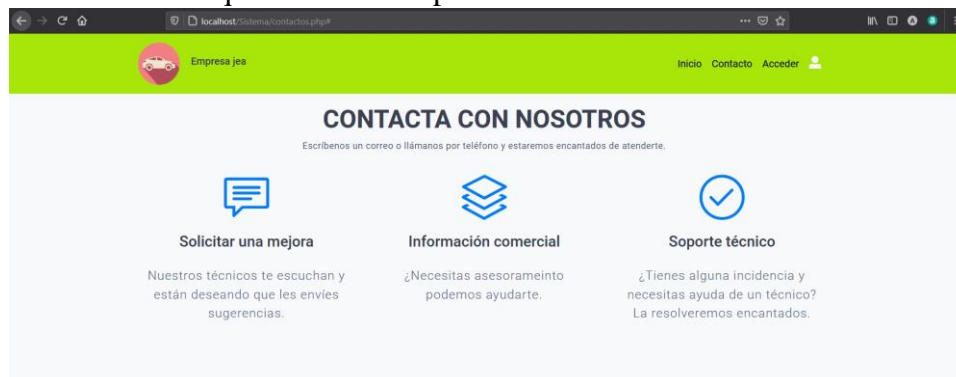 localhost/Sistema/contactos.php#
Empresa jea
Inicio Contacto Acceder
CONTACTA CON NOSOTROS
Escríbenos un correo o llámanos por teléfono y estaremos encantados de atenderte.
Solicitar una mejora
Información comercial
Soporte técnico
Nuestros técnicos te escuchan y
están deseando que les envíes
sugerencias.
¿Necesitas asesorameinto
podemos ayudarte.
¿Tienes alguna incidencia y
necesitas ayuda de un técnico?
La resolveremos encantados.